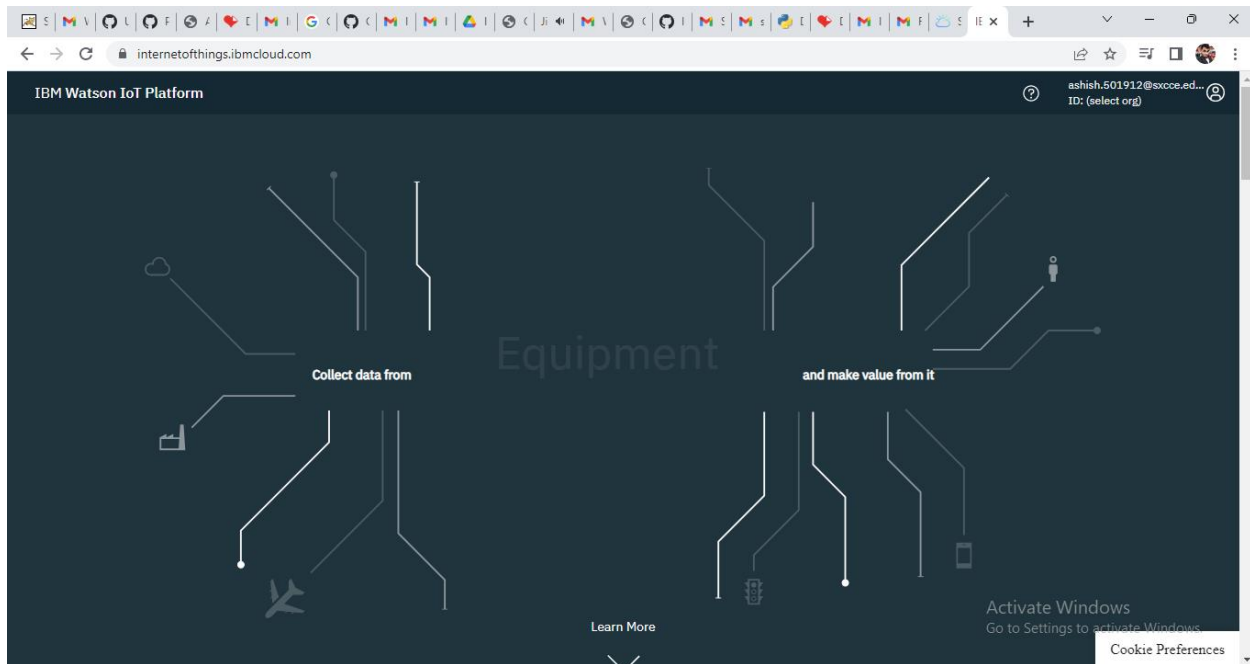 internetofthings.ibmcloud.com
IBM Watson IoT Platform
ashish.501912@sxcce.ed...
ID: (select org)
Equipment
Collect data from
and make value from it
Learn More
Activate Windows
Go to Settings to activate Windows.
Cookie Preferences